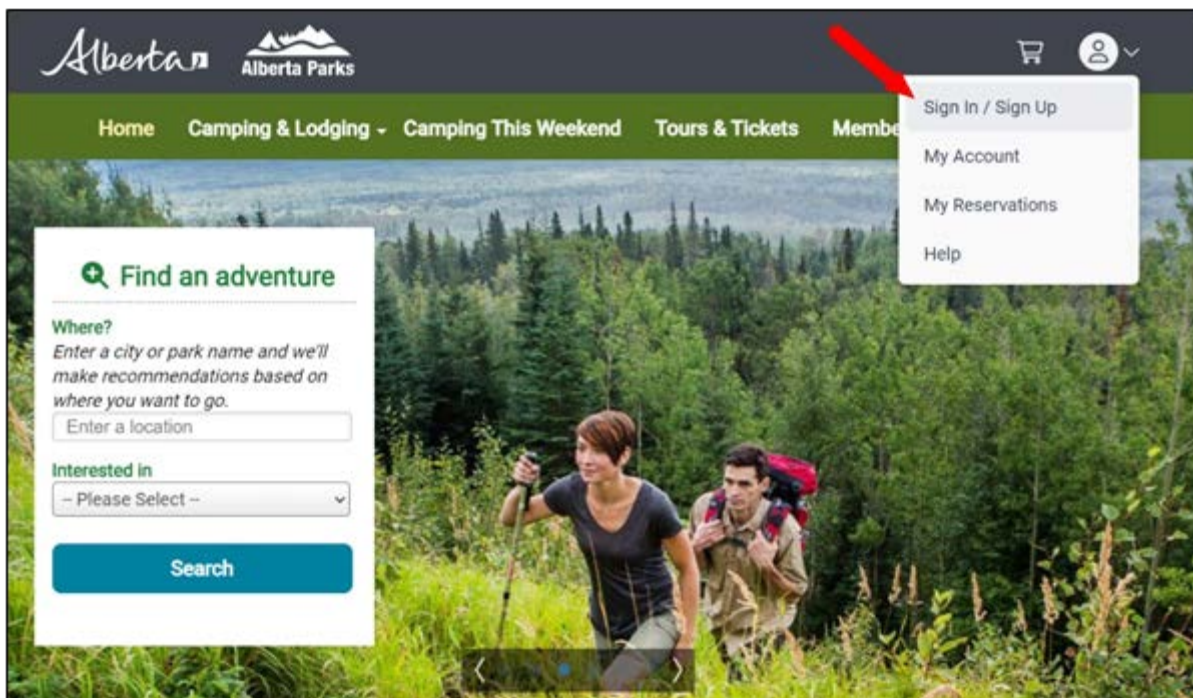 Alberta
Alberta Parks
Sign In / Sign Up
My Account
My Reservations
Help
Home Camping & Lodging Camping This Weekend Tours & Tickets Membe
Find an adventure
Where?
Enter a city or park name and we'll
make recommendations based on
where you want to go.
Enter a location
Interested in
-- Please Select --
Search